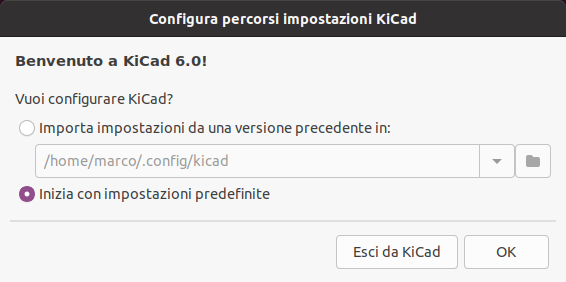 Configura percorsi impostazioni KiCad
Benvenuto a KiCad 6.0!
Vuoi configurare KiCad?
Importa impostazioni da una versione precedente in:
/home/marco/.config/kicad
Inizia con impostazioni predefinite
Esci da KiCad
OK